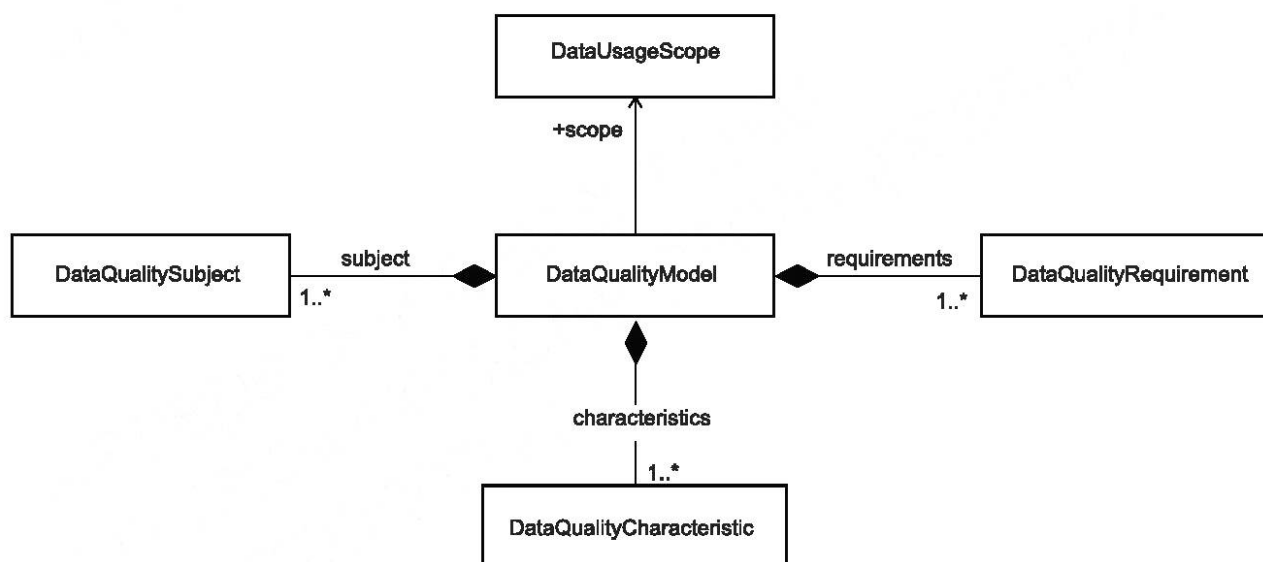 DataUsageScope
+scope
DataQualitySubject
subject
1..*
DataQualityModel
requirements
1..*
DataQualityRequirement
characteristics
1..*
DataQualityCharacteristic